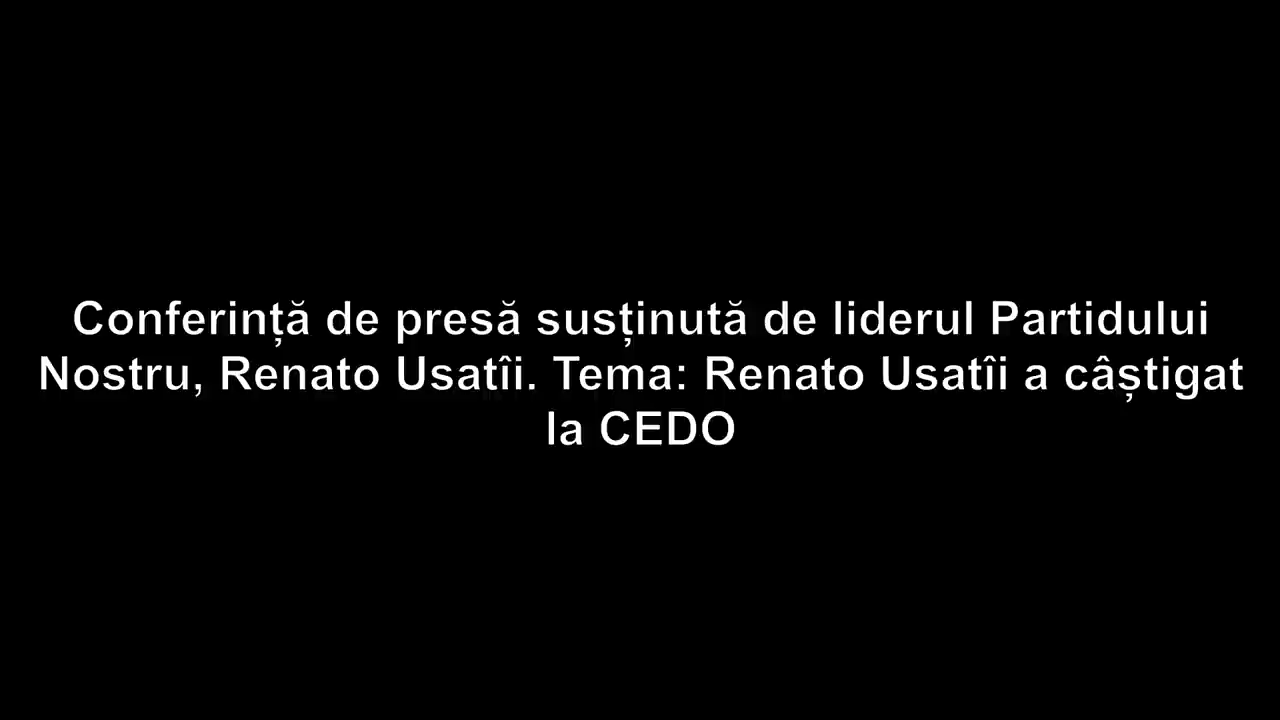 Conferință de presă susținută de liderul Partidului
Nostru, Renato Usatîi. Tema: Renato Usatîi a câștigat
la CEDO